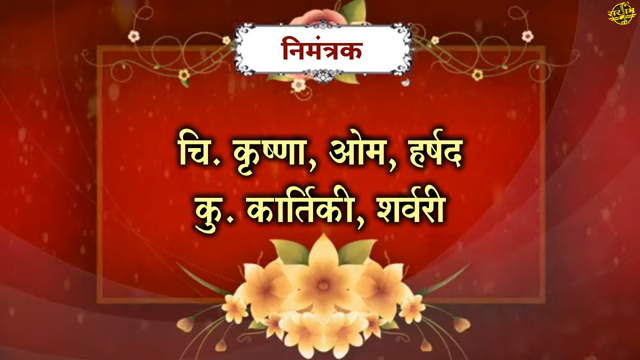 निमंत्रक
चि. कृष्णा, ओम, हर्षद
कु. कार्तिकी, शर्वरी